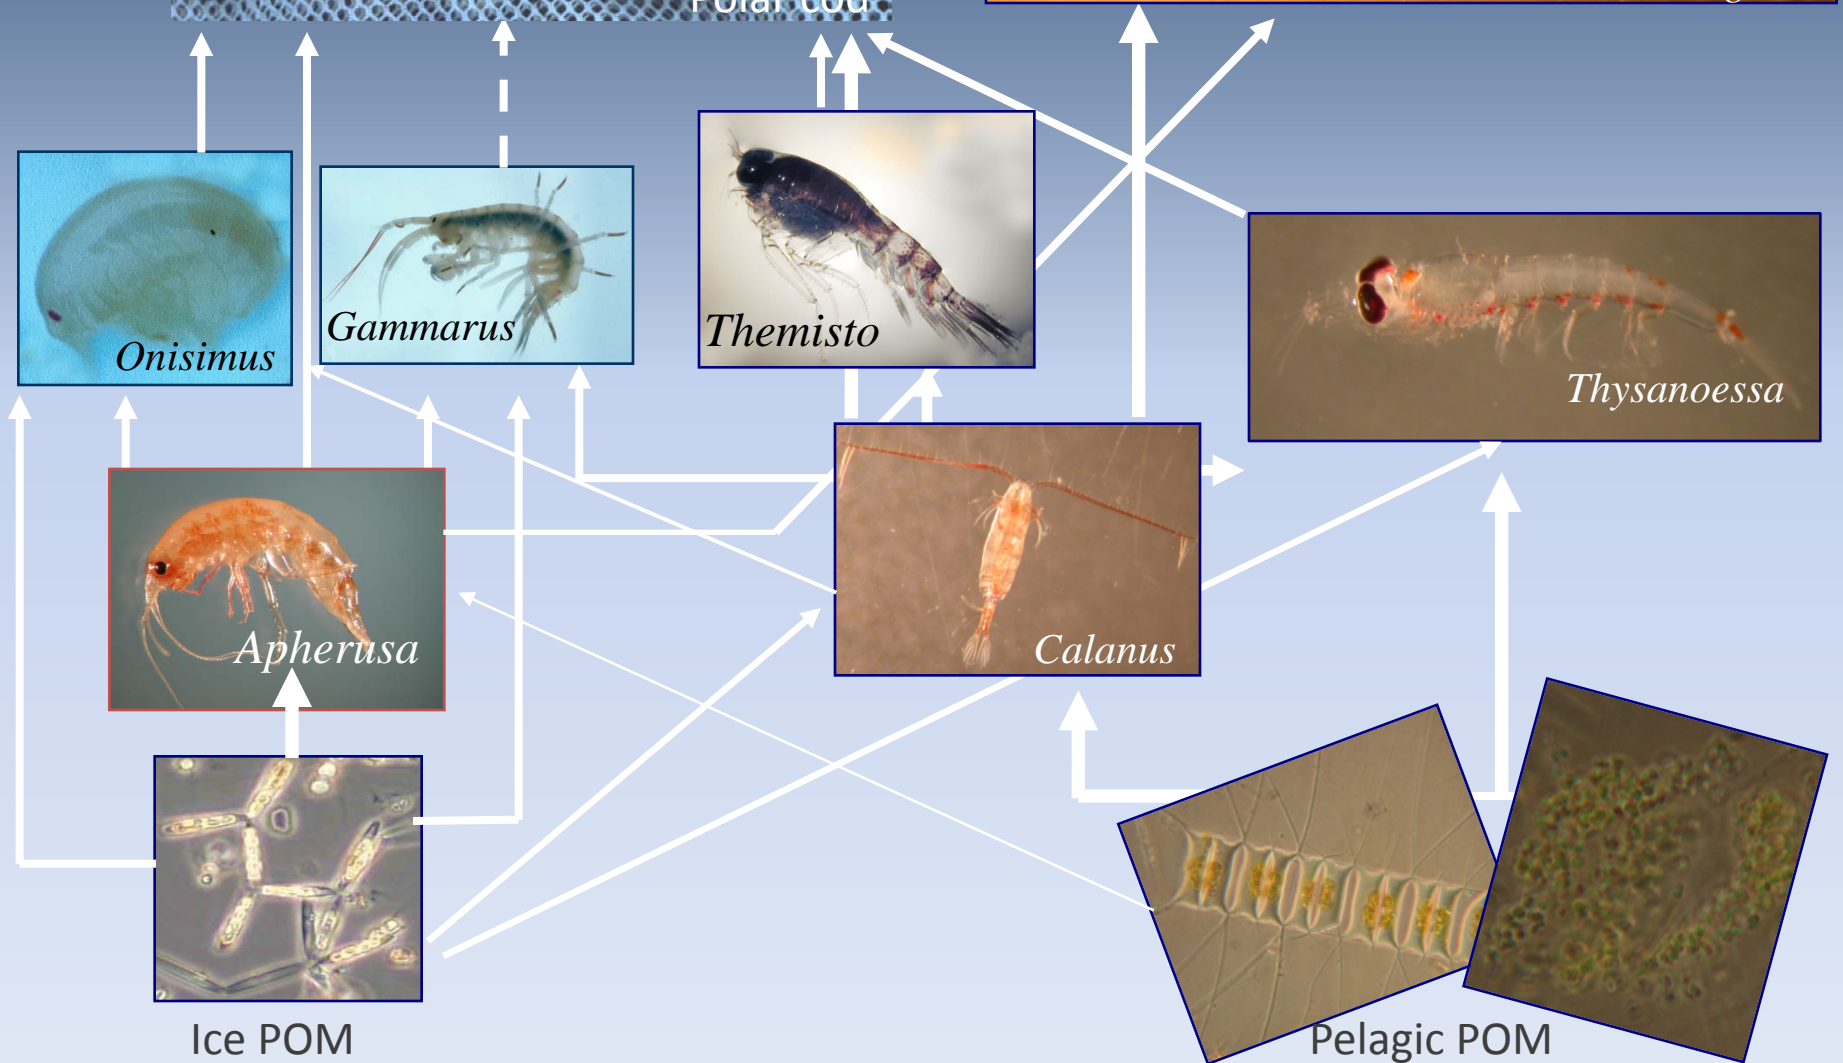 Polar cod
Onisimus
Gammarus
Themisto
Thysanoessa
Apherusa
Calanus
Ice POM
Pelagic POM